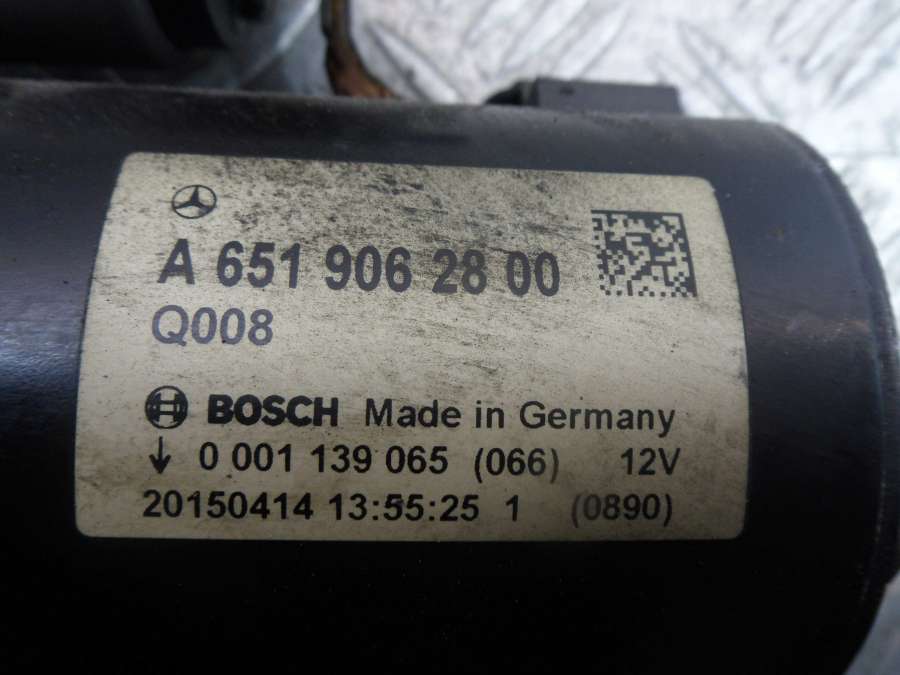 A 651 906 28 00
Q008
BOSCH Made in Germany
↓ 0 001 139 065 (066) 12V
20150414 13:55:25 1 (0890)